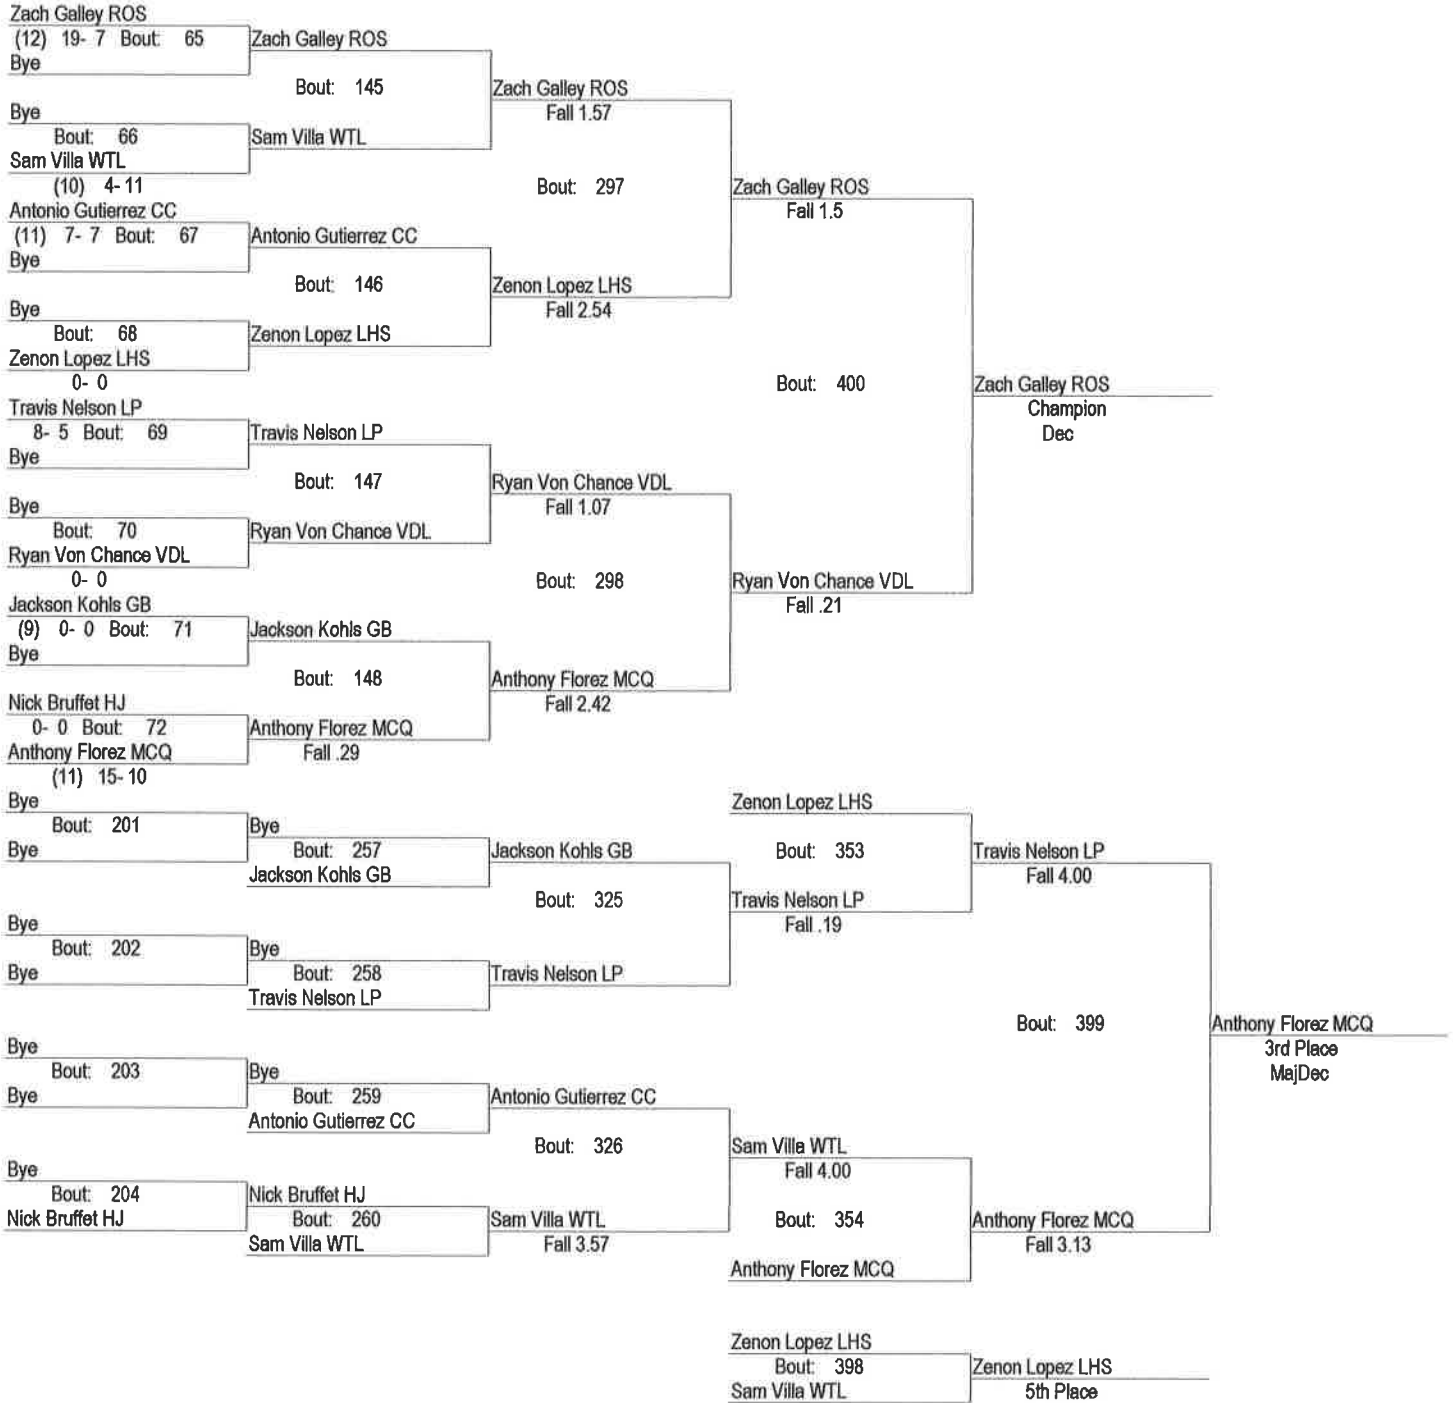 Zach Galley ROS
(12) 19- 7 Bout: 65
Bye
Bye
Bout: 66
Sam Villa WTL
(10) 4- 11
Antonio Gutierrez CC
(11) 7- 7 Bout: 67
Bye
Bye
Bout: 68
Zenon Lopez LHS
0- 0
Travis Nelson LP
8- 5 Bout: 69
Bye
Bye
Bout: 70
Ryan Von Chance VDL
0- 0
Jackson Kohls GB
(9) 0- 0 Bout: 71
Bye
Nick Bruffet HJ
0- 0 Bout: 72
Anthony Florez MCQ
(11) 15- 10
Zach Galley ROS
Bout: 145
Sam Villa WTL
Antonio Gutierrez CC
Bout: 146
Zenon Lopez LHS
Travis Nelson LP
Bout: 147
Ryan Von Chance VDL
Jackson Kohls GB
Bout: 148
Anthony Florez MCQ
Fall .29
Zach Galley ROS
Fall 1.57
Bout: 297
Zenon Lopez LHS
Fall 2.54
Ryan Von Chance VDL
Fall 1.07
Bout: 298
Anthony Florez MCQ
Fall 2.42
Zach Galley ROS
Fall 1.5
Bout: 400
Ryan Von Chance VDL
Fall .21
Zach Galley ROS
Champion
Dec
Bye
Bout: 201
Bye
Bye
Bout: 202
Bye
Bye
Bout: 203
Bye
Bye
Bout: 204
Nick Bruffet HJ
Bye
Bout: 257
Jackson Kohls GB
Bye
Bout: 258
Travis Nelson LP
Bye
Bout: 259
Antonio Gutierrez CC
Nick Bruffet HJ
Bout: 260
Sam Villa WTL
Jackson Kohls GB
Bout: 325
Travis Nelson LP
Antonio Gutierrez CC
Bout: 326
Sam Villa WTL
Fall 3.57
Zenon Lopez LHS
Bout: 353
Travis Nelson LP
Fall .19
Sam Villa WTL
Fall 4.00
Bout: 354
Anthony Florez MCQ
Travis Nelson LP
Fall 4.00
Bout: 399
Anthony Florez MCQ
Fall 3.13
Anthony Florez MCQ
3rd Place
MajDec
Zenon Lopez LHS
Bout: 398
Sam Villa WTL
Zenon Lopez LHS
5th Place